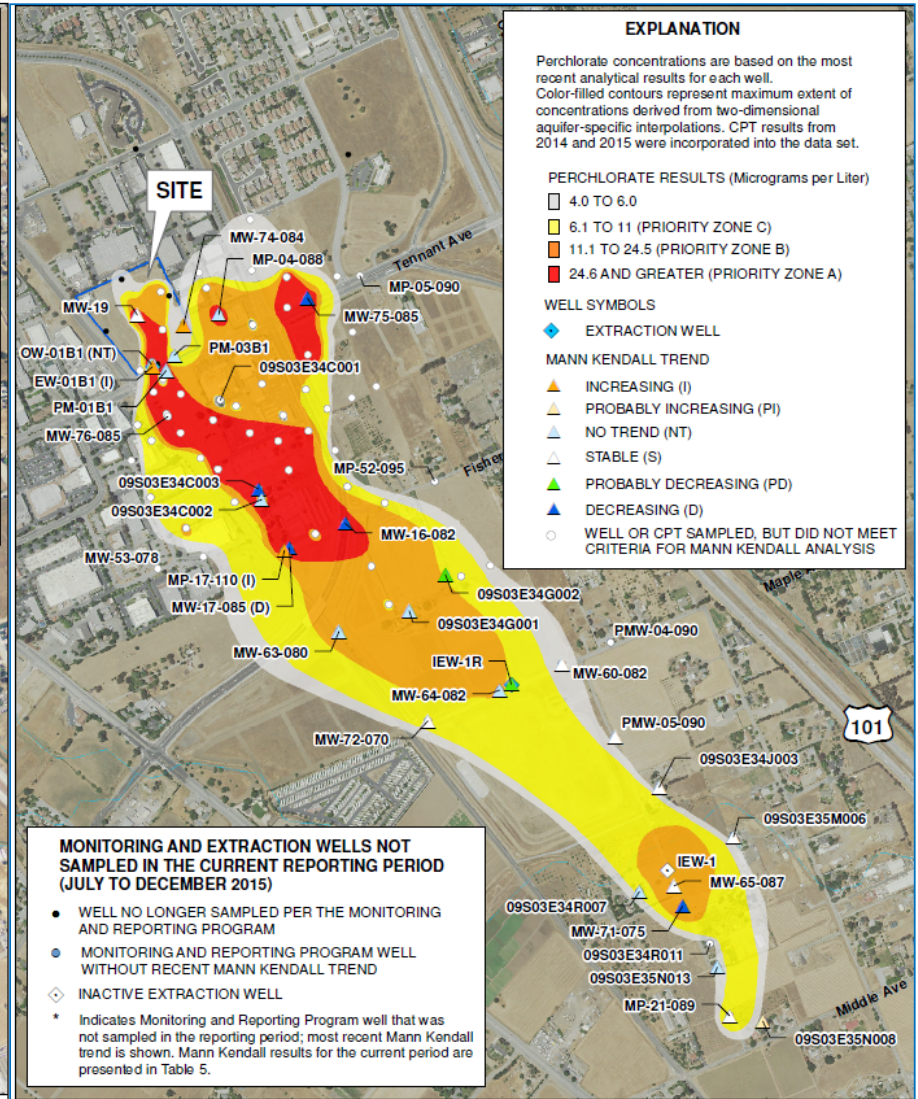 EXPLANATION
Perchlorate concentrations are based on the most
recent analytical results for each well.
Color-filled contours represent maximum extent of
concentrations derived from two-dimensional
aquifer-specific interpolations. CPT results from
2014 and 2015 were incorporated into the data set.
PERCHLORATE RESULTS (Micrograms per Liter)
4.0 TO 6.0
6.1 TO 11 (PRIORITY ZONE C)
11.1 TO 24.5 (PRIORITY ZONE B)
24.6 AND GREATER (PRIORITY ZONE A)
WELL SYMBOLS
EXTRACTION WELL
MANN KENDALL TREND
INCREASING (I)
PROBABLY INCREASING (PI)
NO TREND (NT)
STABLE (S)
PROBABLY DECREASING (PD)
DECREASING (D)
WELL OR CPT SAMPLED, BUT DID NOT MEET
CRITERIA FOR MANN KENDALL ANALYSIS
SITE
MW-74-084
MP-04-088
Tennant Ave
MP-05-090
MW-19
MW-75-085
OW-01B1 (NT)
PM-03B1
EW-01B1 (I)
09S03E34C001
PM-01B1
MW-76-085
Fisher
MP-52-095
09S03E34C003
09S03E34C002
MW-16-082
MW-53-078
MP-17-110 (I)
09S03E34G002
Maple
MW-17-085 (D)
09S03E34G001
PMW-04-090
MW-63-080
IEW-1R
MW-60-082
MW-64-082
PMW-05-090
101
MW-72-070
09S03E34J003
09S03E35M006
IEW-1
MW-65-087
09S03E34R007
MW-71-075
09S03E34R011
09S03E35N013
Middle Ave
MP-21-089
09S03E35N008
MONITORING AND EXTRACTION WELLS NOT
SAMPLED IN THE CURRENT REPORTING PERIOD
(JULY TO DECEMBER 2015)
WELL NO LONGER SAMPLED PER THE MONITORING
AND REPORTING PROGRAM
MONITORING AND REPORTING PROGRAM WELL
WITHOUT RECENT MANN KENDALL TREND
INACTIVE EXTRACTION WELL
* Indicates Monitoring and Reporting Program well that was
not sampled in the reporting period; most recent Mann Kendall
trend is shown. Mann Kendall results for the current period are
presented in Table 5.